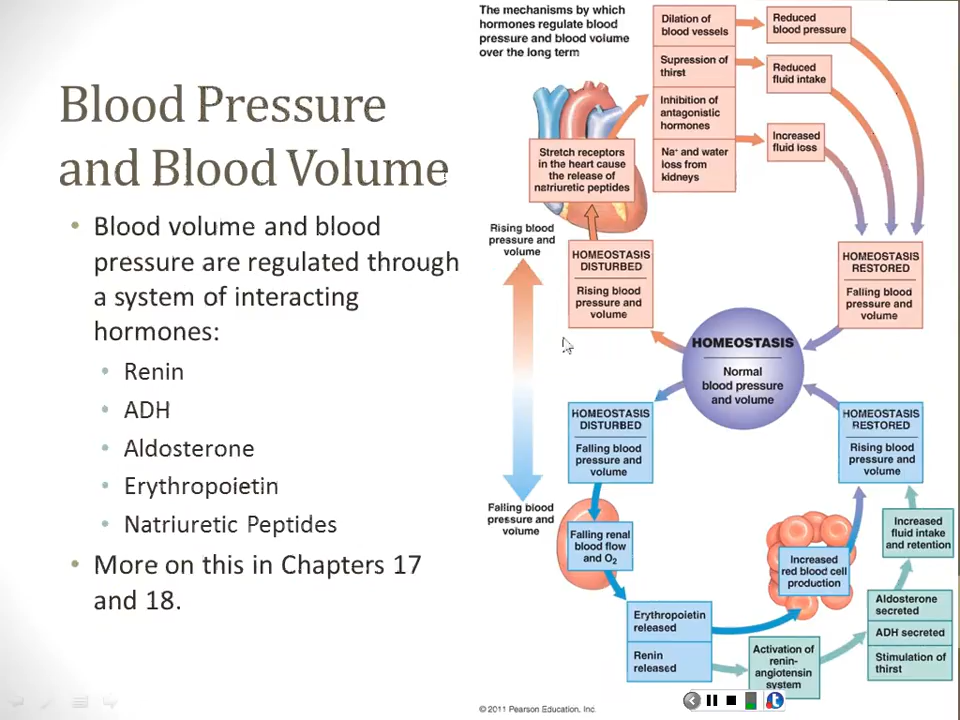 Blood Pressure
and Blood Volume
• Blood volume and blood
pressure are regulated through
a system of interacting
hormones:
• Renin
• ADH
• Aldosterone
• Erythropoietin
• Natriuretic Peptides
• More on this in Chapters 17
and 18.
The mechanisms by which
hormones regulate blood
pressure and blood volume
over the long term
Dilation of
blood vessels
Supression of
thirst
Inhibition of
antagonistic
hormones
Na+ and water
loss from
kidneys
Reduced
blood pressure
Reduced
fluid intake
Increased
fluid loss
Stretch receptors
in the heart cause
the release of
natriuretic peptides
Rising blood
pressure and
volume
HOMEOSTASIS
DISTURBED
Rising blood
pressure and
volume
HOMEOSTASIS
RESTORED
Falling blood
pressure and
volume
HOMEOSTASIS
Normal
blood pressure
and volume
HOMEOSTASIS
DISTURBED
Falling blood
pressure and
volume
HOMEOSTASIS
RESTORED
Rising blood
pressure and
volume
Falling blood
pressure and
volume
Falling renal
blood flow
and O2
Increased
red blood cell
production
Increased
fluid intake
and retention
Erythropoietin
released
Renin
released
Activation of
renin-
angiotensin
system
Aldosterone
secreted
ADH secreted
Stimulation of
thirst
© 2011 Pearson Education, Inc.